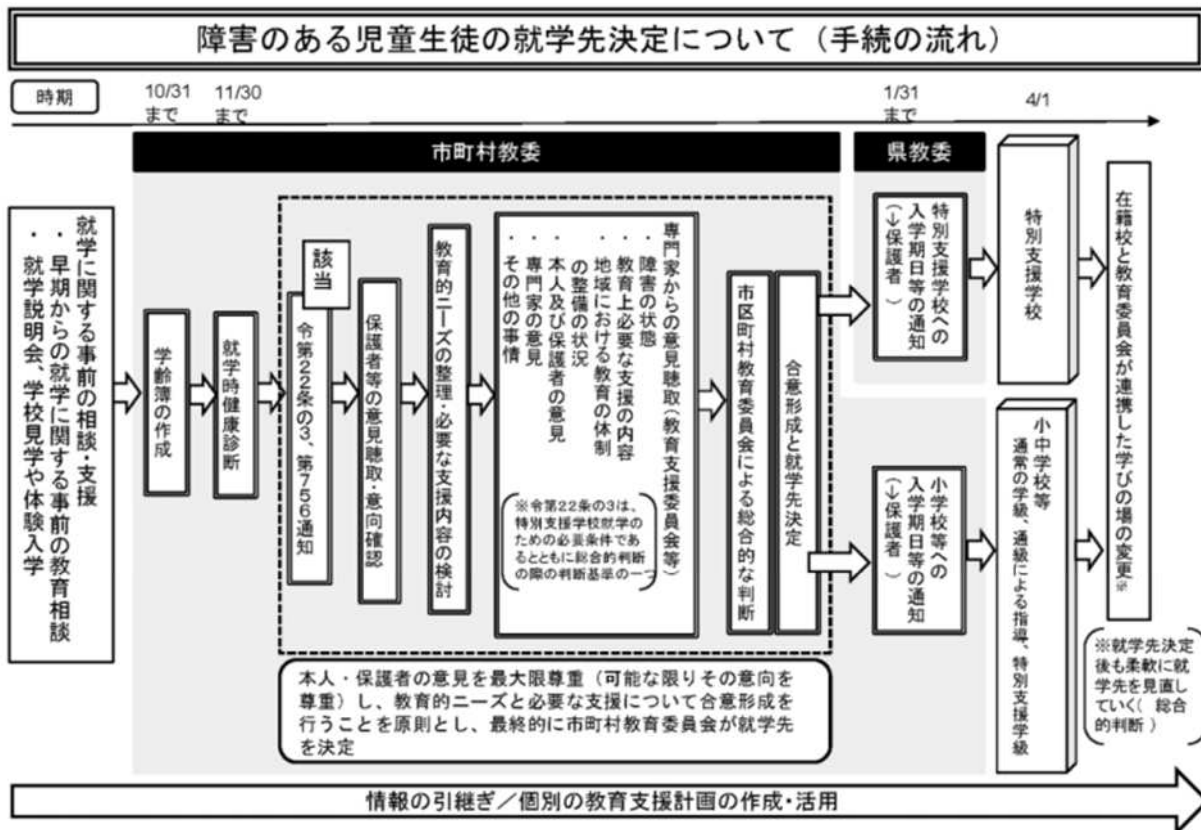 障害のある児童生徒の就学先決定について（手続の流れ）
時期
10/31
まで
11/30
まで
1/31
まで
4/1
市町村教委
県教委
就学に関する事前の相談・支援
・早期からの就学に関する事前の教育相談
・就学説明会、学校見学や体験入学
学齢簿の作成
就学時健康診断
該当
令第22条の3、第756通知
保護者等の意見聴取・意向確認
教育的ニーズの整理・必要な支援内容の検討
専門家からの意見聴取（教育支援委員会等）
・障害の状態
・教育上必要な支援の内容
・地域における教育の体制
の整備の状況
・本人及び保護者の意見
・専門家の意見
・その他の事情
※令第22条の3は、
特別支援学校就学の
ための必要条件であ
るとともに総合的判断
の際の判断基準の一つ
市区町村教育委員会による総合的な判断
合意形成と就学先決定
特別支援学校への
入学期日等の通知
（↓保護者 ）
小学校等への
入学期日等の通知
（↓保護者 ）
特別支援学校
小中学校等
通常の学級、通級による指導、特別支援学級
在籍校と教育委員会が連携した学びの場の変更※
※就学先決定
後も柔軟に就
学先を見直し
ていく（ 総合
的判断 ）
本人・保護者の意見を最大限尊重（可能な限りその意向を
尊重）し、教育的ニーズと必要な支援について合意形成を
行うことを原則とし、最終的に市町村教育委員会が就学先
を決定
情報の引継ぎ／個別の教育支援計画の作成・活用